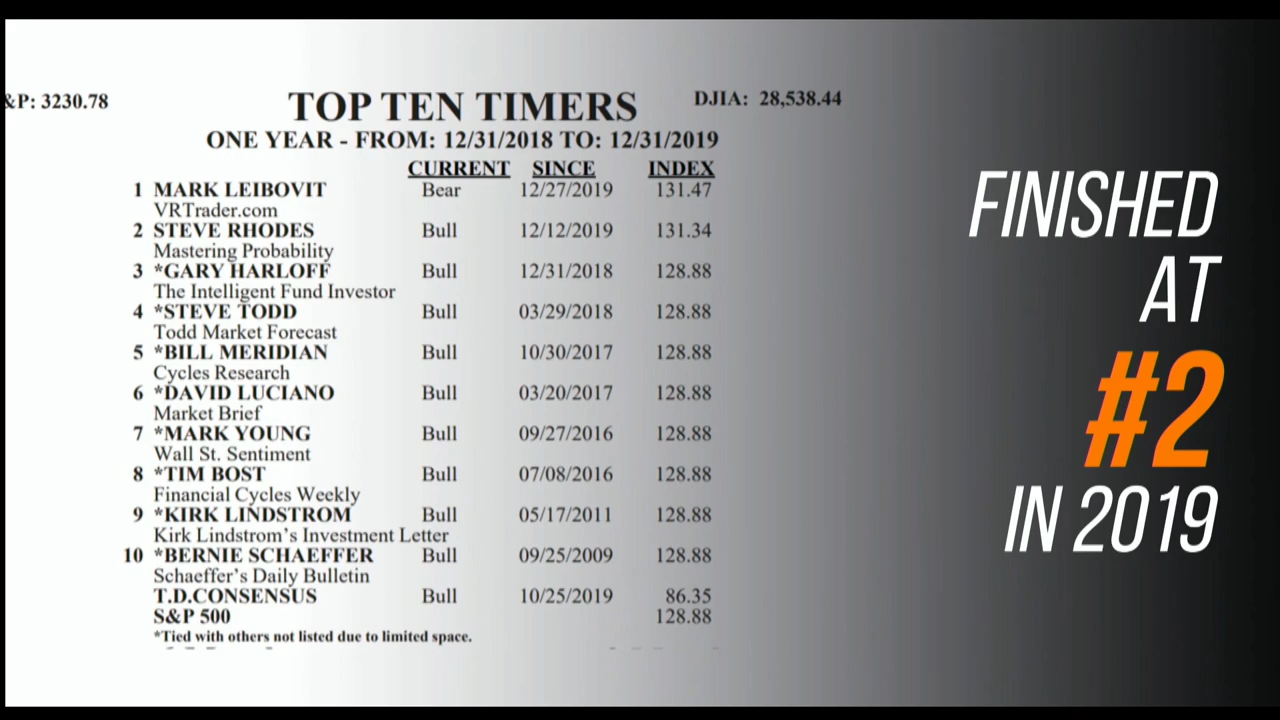 &P: 3230.78
TOP TEN TIMERS
DJIA: 28,538.44
ONE YEAR - FROM: 12/31/2018 TO: 12/31/2019
CURRENT SINCE INDEX
1 MARK LEIBOVIT Bear 12/27/2019 131.47
VRTrader.com
2 STEVE RHODES Bull 12/12/2019 131.34
Mastering Probability
3 *GARY HARLOFF Bull 12/31/2018 128.88
The Intelligent Fund Investor
4 *STEVE TODD Bull 03/29/2018 128.88
Todd Market Forecast
5 *BILL MERIDIAN Bull 10/30/2017 128.88
Cycles Research
6 *DAVID LUCIANO Bull 03/20/2017 128.88
Market Brief
7 *MARK YOUNG Bull 09/27/2016 128.88
Wall St. Sentiment
8 *TIM BOST Bull 07/08/2016 128.88
Financial Cycles Weekly
9 *KIRK LINDSTROM Bull 05/17/2011 128.88
Kirk Lindstrom's Investment Letter
10 *BERNIE SCHAEFFER Bull 09/25/2009 128.88
Schaeffer's Daily Bulletin
T.D.CONSENSUS Bull 10/25/2019 86.35
S&P 500 128.88
*Tied with others not listed due to limited space.
FINISHED
AT
#2
IN 2019